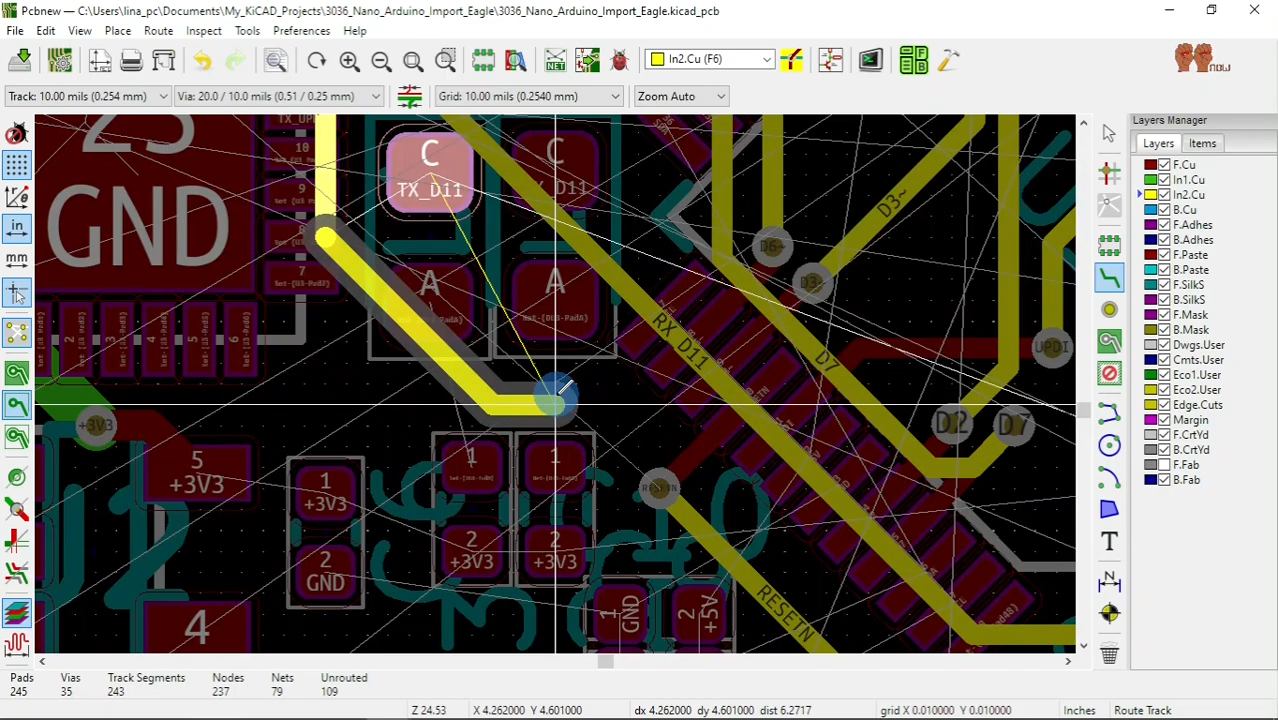 Pcbnew — C:\Users\lina_pc\Documents\My_KiCAD_Projects\3036_Nano_Arduino_Import_Eagle\3036_Nano_Arduino_Import_Eagle.kicad_pcb
File Edit View Place Route Inspect Tools Preferences Help
NET
In2.Cu (F6)
now
Track: 10.00 mils (0.254 mm)
Via: 20.0 / 10.0 mils (0.51 / 0.25 mm)
Grid: 10.00 mils (0.2540 mm)
Zoom Auto
Layers Manager
Layers Items
F.Cu
In1.Cu
In2.Cu
B.Cu
F.Adhes
B.Adhes
F.Paste
B.Paste
F.SilkS
B.SilkS
F.Mask
B.Mask
Dwgs.User
Cmts.User
Eco1.User
Eco2.User
Edge.Cuts
Margin
F.CrtYd
B.CrtYd
F.Fab
B.Fab
in
mm
GND
10
9
7
2
3
4
5
6
C
TX_D11
C
A
A
D3~
D6~
D3~
RX_D11
D7
UPDI
D2
D7
+3V3
5
+3V3
4
1
+3V3
2
GND
1
1
2
+3V3
2
+3V3
RESETN
RESETN
1
GND
2
+5V
T
N
Pads Vias Track Segments Nodes Nets Unrouted
245 35 243 237 79 109
Z 24.53 X 4.262000 Y 4.601000 dx 4.262000 dy 4.601000 dist 6.2717 grid X 0.010000 Y 0.010000 Inches Route Track